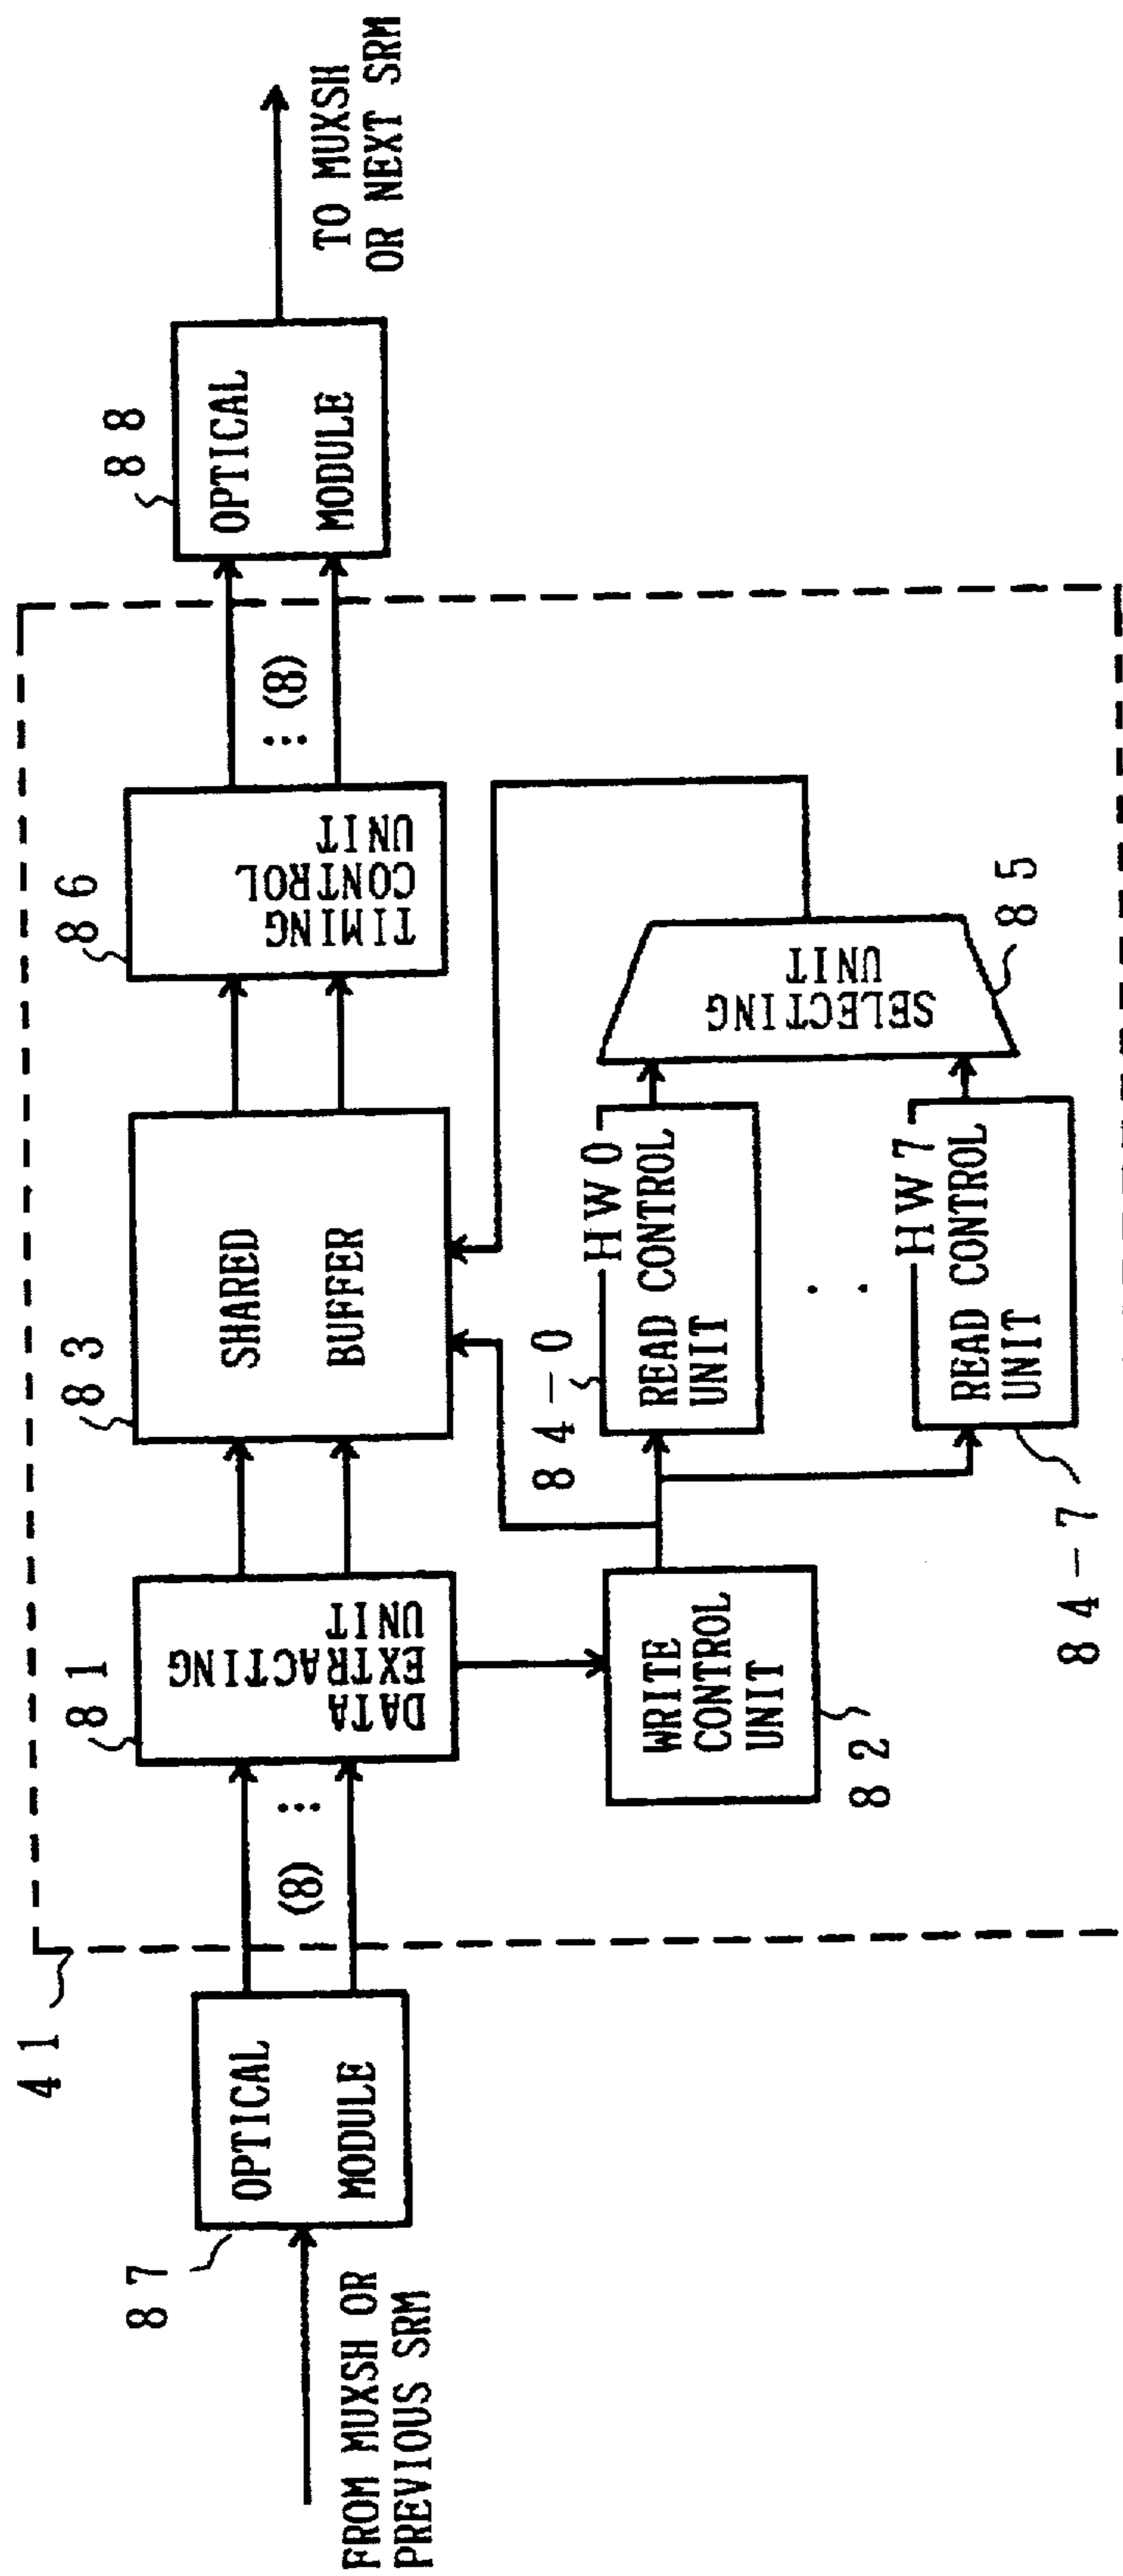 FROM MUXSH OR
PREVIOUS SRM
87
OPTICAL
MODULE
41
(8)
81
DATA
EXTRACTING
UNIT
82
WRITE
CONTROL
UNIT
83
SHARED
BUFFER
84-0
HW0
READ CONTROL
UNIT
84-7
HW7
READ CONTROL
UNIT
SELECTING
UNIT
85
86
TIMING
CONTROL
UNIT
(8)
88
OPTICAL
MODULE
TO MUXSH
OR NEXT SRM